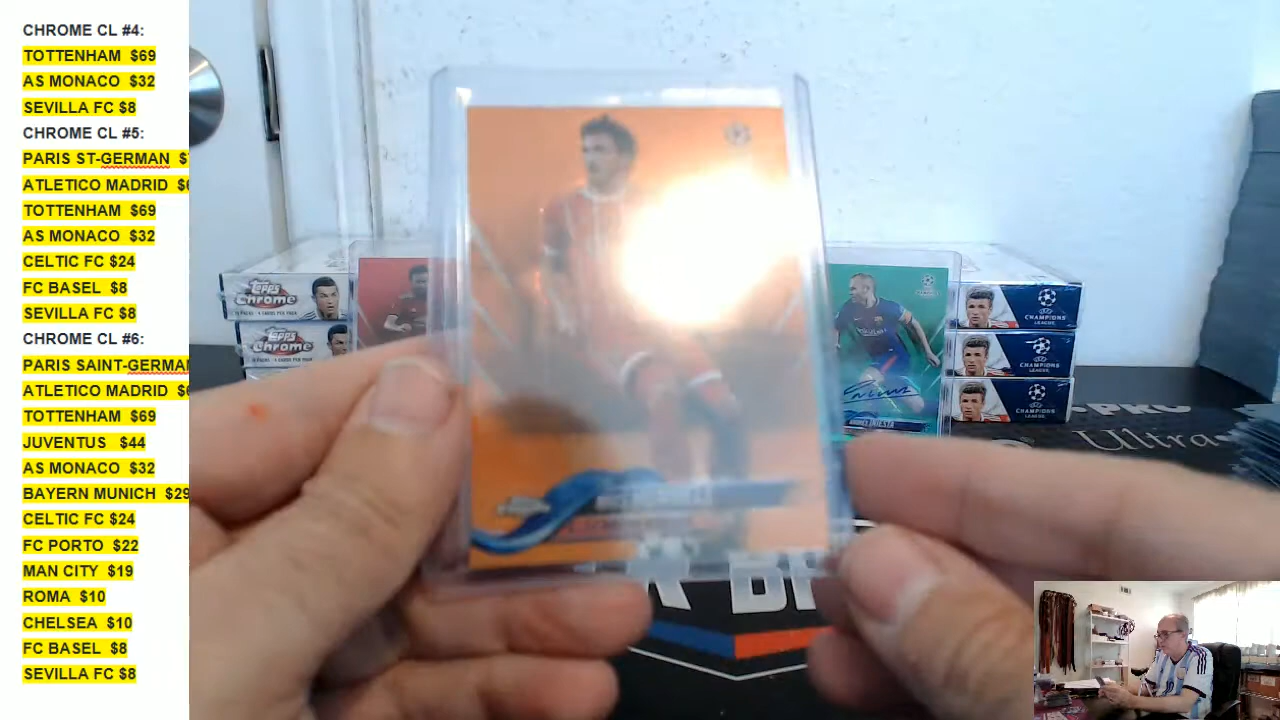 CHROME CL #4:
TOTTENHAM $69
AS MONACO $32
SEVILLA FC $8
CHROME CL #5:
PARIS ST-GERMAN
ATLETICO MADRID
TOTTENHAM $69
AS MONACO $32
CELTIC FC $24
FC BASEL $8
SEVILLA FC $8
CHROME CL #6:
PARIS SAINT-GERMAN
ATLETICO MADRID
TOTTENHAM $69
JUVENTUS $44
AS MONACO $32
BAYERN MUNICH $29
CELTIC FC $24
FC PORTO $22
MAN CITY $19
ROMA $10
CHELSEA $10
FC BASEL $8
SEVILLA FC $8
Topps
Chrome
Topps
Chrome
CHAMPIONS
LEAGUE
CHAMPIONS
LEAGUE
CHAMPIONS
LEAGUE
Ultra